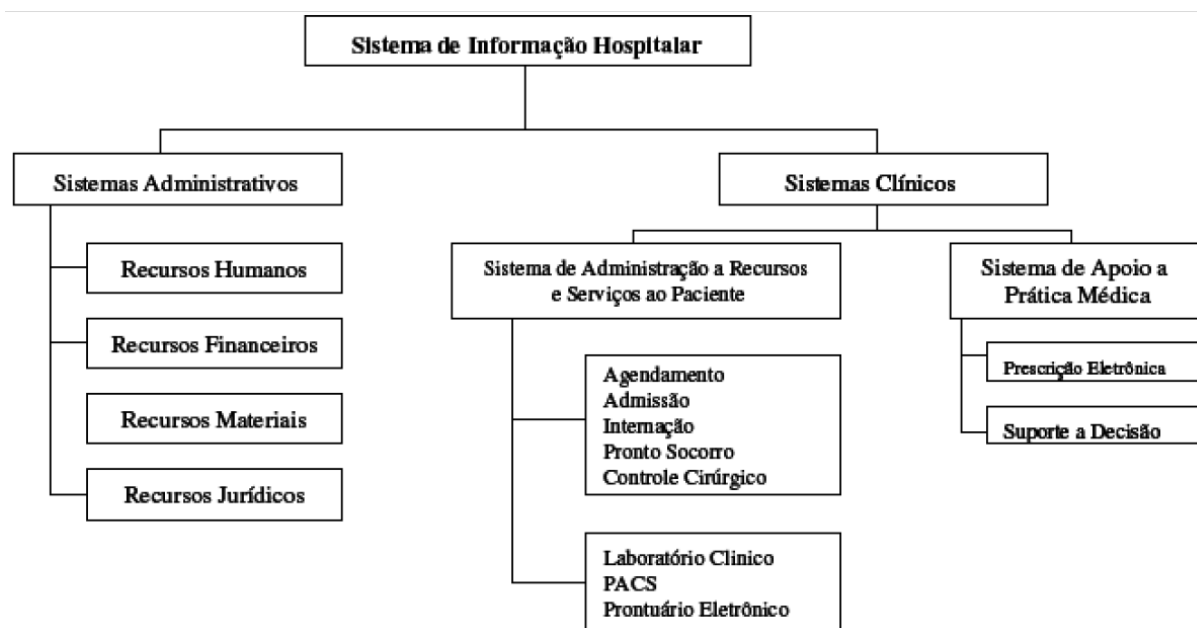 Sistema de Informação Hospitalar
Sistemas Administrativos
Recursos Humanos
Recursos Financeiros
Recursos Materiais
Recursos Jurídicos
Sistemas Clínicos
Sistema de Administração a Recursos
e Serviços ao Paciente
Agendamento
Admissão
Internação
Pronto Socorro
Controle Cirúrgico
Laboratório Clinico
PACS
Prontuário Eletrônico
Sistema de Apoio a
Prática Médica
Prescrição Eletrônica
Suporte a Decisão